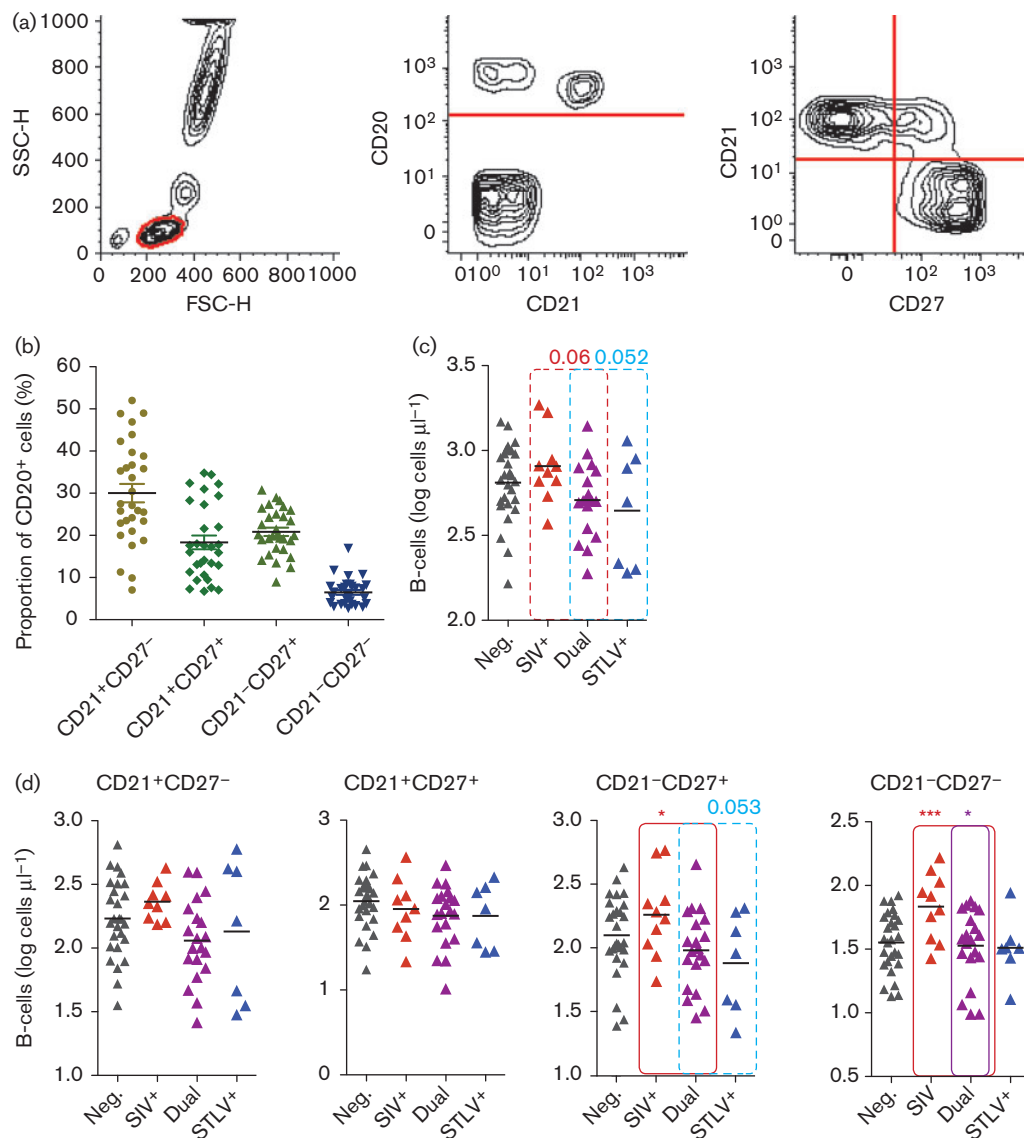 (a)
1000
800
600
400
200
0
SSC-H
0 200 400 600 800 1000
FSC-H
10³
10²
10¹
0
CD20
0 10⁰ 10¹ 10² 10³
CD21
10³
10²
10¹
10⁰
0
CD21
0 10² 10³
CD27
(b)
60
50
40
30
20
10
0
Proportion of CD20⁺ cells (%)
CD21⁺CD27⁻
CD21⁺CD27⁺
CD21⁻CD27⁺
CD21⁻CD27⁻
(c)
0.06 0.052
3.5
3.0
2.5
2.0
B-cells (log cells µl⁻¹)
Neg. SIV+ Dual STLV+
(d)
CD21⁺CD27⁻
3.0
2.5
2.0
1.5
1.0
B-cells (log cells µl⁻¹)
Neg. SIV+ Dual STLV+
CD21⁺CD27⁺
3
2
1
0
Neg. SIV+ Dual STLV+
CD21⁻CD27⁺
* 0.053
3.0
2.5
2.0
1.5
1.0
Neg. SIV+ Dual STLV+
CD21⁻CD27⁻
*** *
2.5
2.0
1.5
1.0
0.5
Neg. SIV Dual STLV+